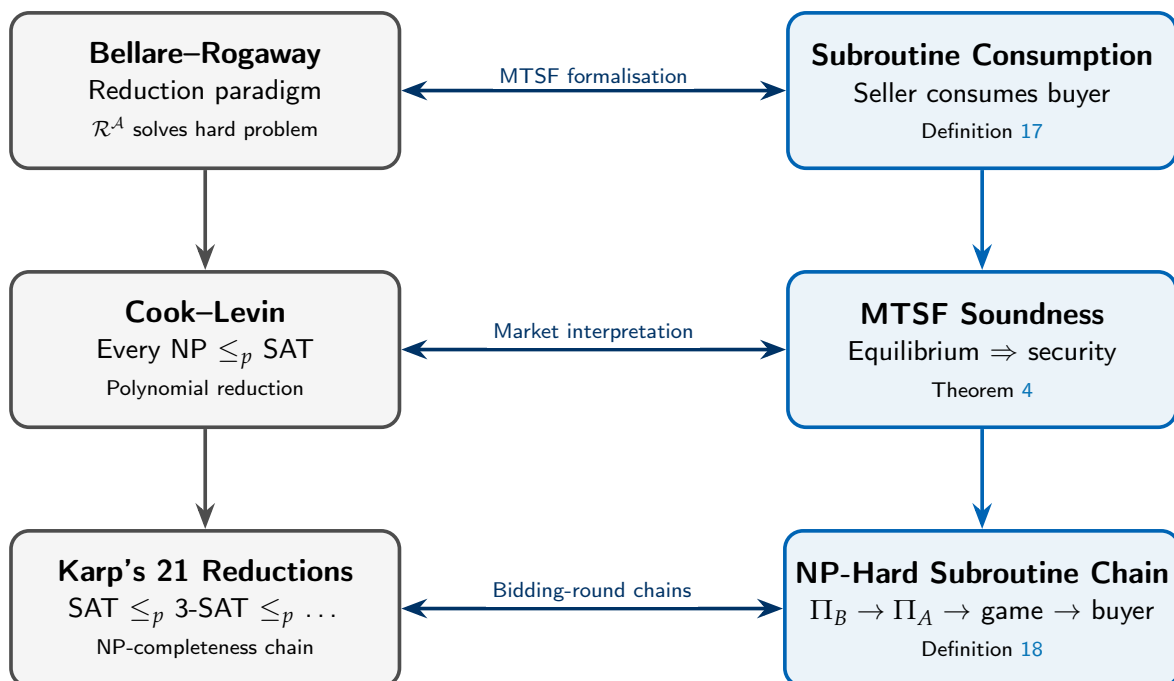 Bellare–Rogaway
Reduction paradigm
𝓡^𝓐 solves hard problem
MTSF formalisation
Subroutine Consumption
Seller consumes buyer
Definition 17
Cook–Levin
Every NP ≤ₚ SAT
Polynomial reduction
Market interpretation
MTSF Soundness
Equilibrium ⇒ security
Theorem 4
Karp's 21 Reductions
SAT ≤ₚ 3-SAT ≤ₚ …
NP-completeness chain
Bidding-round chains
NP-Hard Subroutine Chain
Π_B → Π_A → game → buyer
Definition 18